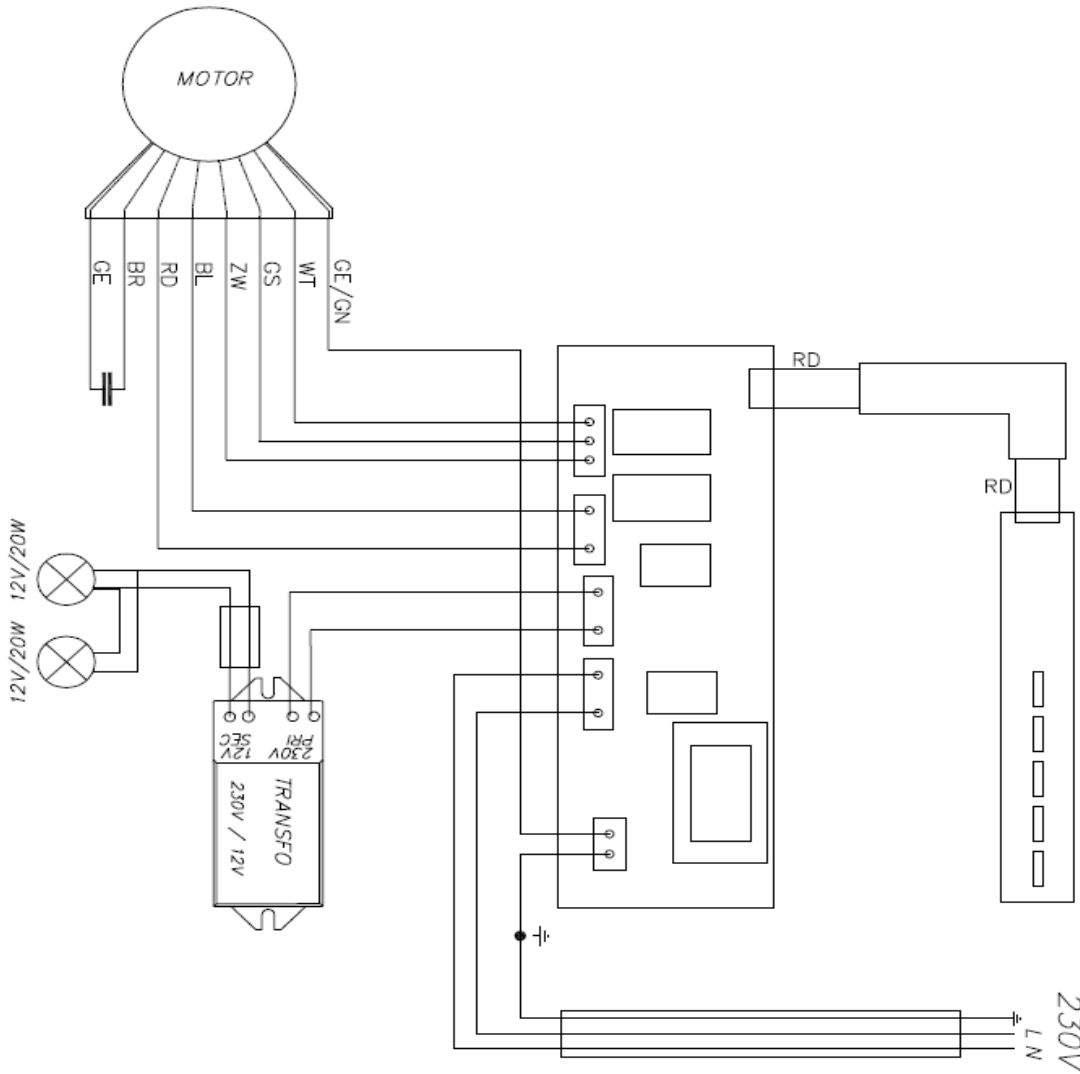 MOTOR
GE
BR
RD
BL
ZW
GS
WT
GE/GN
RD
RD
12V/20W
12V/20W
12V
SEC
230V
PRI
TRANSFO
230V / 12V
230V
L
N